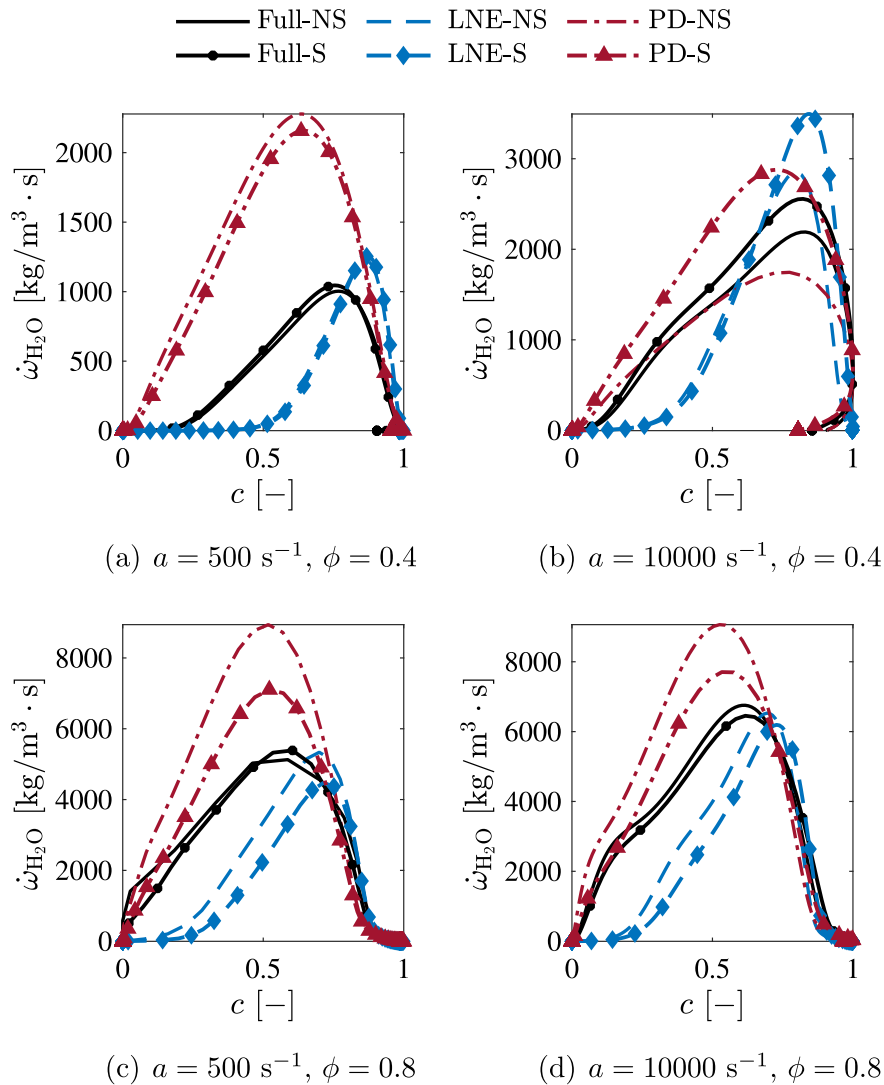 Full-NS LNE-NS PD-NS
Full-S LNE-S PD-S
2000
1500
1000
500
0
0 0.5 1
ω̇_{H₂O} [kg/m³ · s]
c [−]
(a) a = 500 s⁻¹, ϕ = 0.4
3000
2000
1000
0
0 0.5 1
ω̇_{H₂O} [kg/m³ · s]
c [−]
(b) a = 10000 s⁻¹, ϕ = 0.4
8000
6000
4000
2000
0
0 0.5 1
ω̇_{H₂O} [kg/m³ · s]
c [−]
(c) a = 500 s⁻¹, ϕ = 0.8
8000
6000
4000
2000
0
0 0.5 1
ω̇_{H₂O} [kg/m³ · s]
c [−]
(d) a = 10000 s⁻¹, ϕ = 0.8